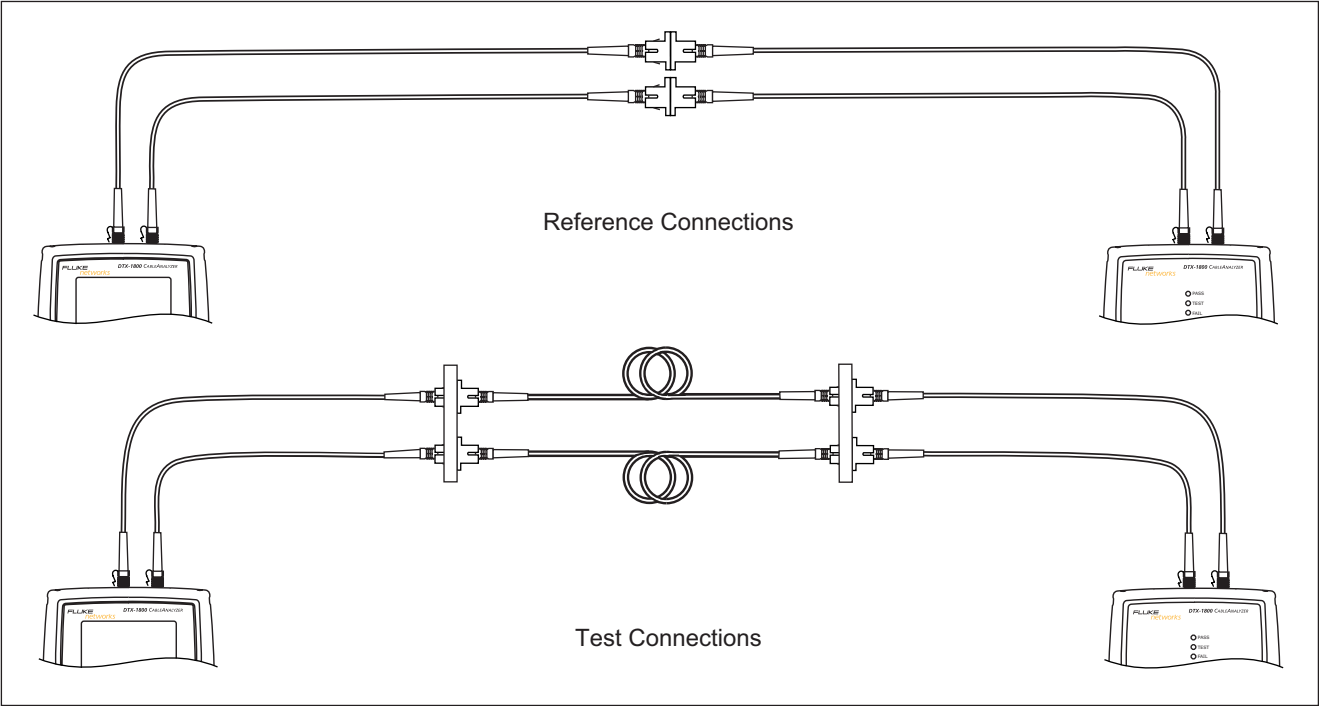 Reference Connections
FLUKE
networks
DTX-1800 CABLEANALYZER
FLUKE
networks
DTX-1800 CABLEANALYZER
PASS
TEST
FAIL
FLUKE
networks
DTX-1800 CABLEANALYZER
Test Connections
FLUKE
networks
DTX-1800 CABLEANALYZER
PASS
TEST
FAIL